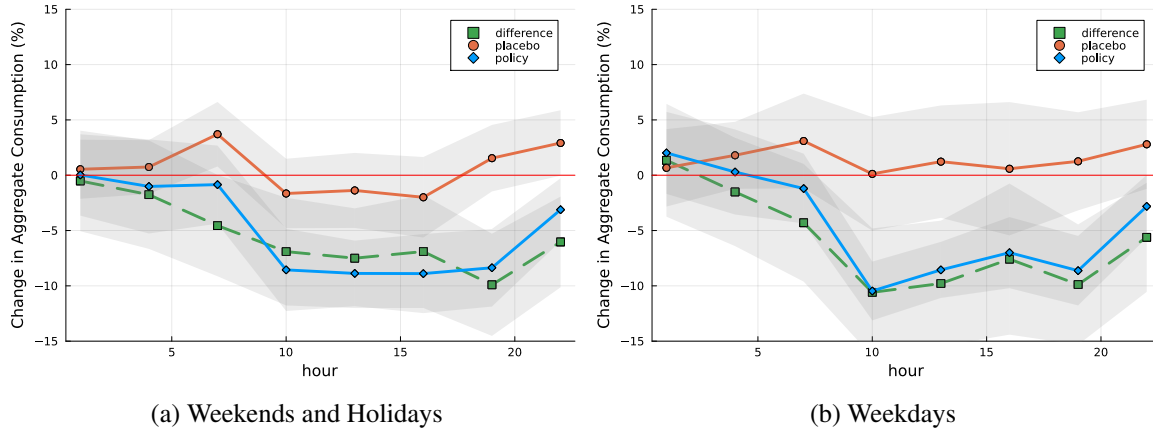 Change in Aggregate Consumption (%)
15
10
5
0
−5
−10
−15
difference
placebo
policy
5
10
15
20
hour
(a) Weekends and Holidays
Change in Aggregate Consumption (%)
15
10
5
0
−5
−10
−15
difference
placebo
policy
5
10
15
20
hour
(b) Weekdays